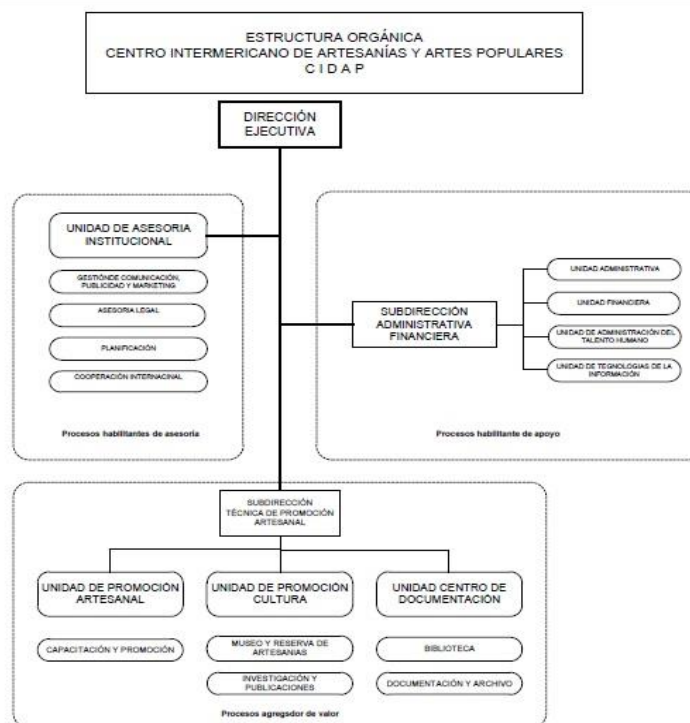 ESTRUCTURA ORGÁNICA
CENTRO INTERMERICANO DE ARTESANÍAS Y ARTES POPULARES
C I D A P
DIRECCIÓN
EJECUTIVA
UNIDAD DE ASESORIA
INSTITUCIONAL
GESTIÓNDE COMUNICACIÓN,
PUBLICIDAD Y MARKETING
ASESORIA LEGAL
PLANIFICACIÓN
COOPERACIÓN INTERNACINAL
Procesos habilitantes de asesoría
SUBDIRECCIÓN
ADMINISTRATIVA
FINANCIERA
UNIDAD ADMINISTRATIVA
UNIDAD FINANCIERA
UNIDAD DE ADMINISTRACIÓN DEL
TALENTO HUMANO
UNIDAD DE TEGNOLOGIAS DE LA
INFORMACIÓN
Procesos habilitante de apoyo
SUBDIRECCIÓN
TÉCNICA DE PROMOCIÓN
ARTESANAL
UNIDAD DE PROMOCIÓN
ARTESANAL
CAPACITACIÓN Y PROMOCIÓN
UNIDAD DE PROMOCIÓN
CULTURA
MUSEO Y RESERVA DE
ARTESANIAS
INVESTIGACIÓN Y
PUBLICACIONES
UNIDAD CENTRO DE
DOCUMENTACIÓN
BIBLIOTECA
DOCUMENTACIÓN Y ARCHIVO
Procesos agregsdor de valor